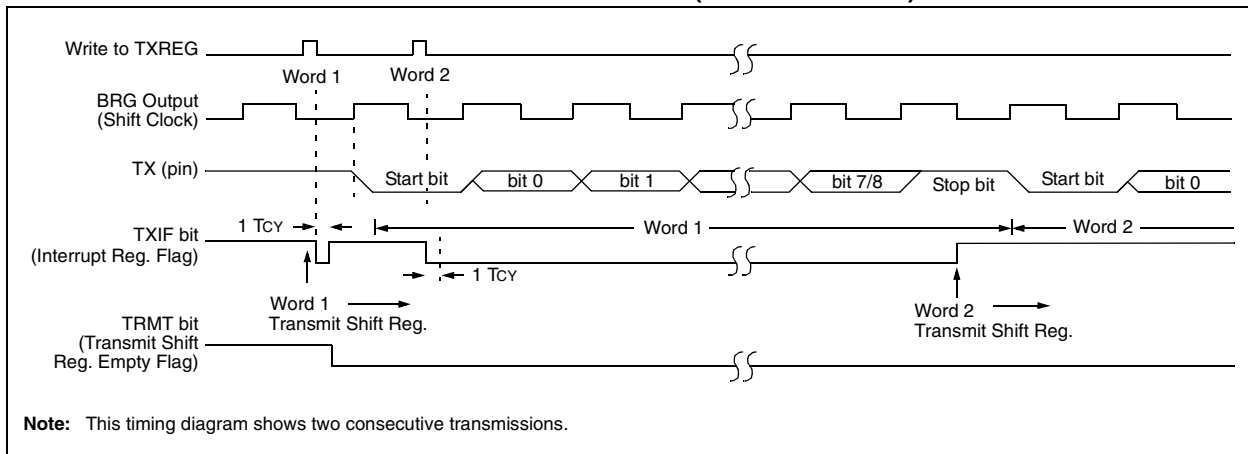 Write to TXREG
Word 1
Word 2
BRG Output
(Shift Clock)
TX (pin)
Start bit
bit 0
bit 1
bit 7/8
Stop bit
Start bit
bit 0
1 TCY
TXIF bit
(Interrupt Reg. Flag)
Word 1
Word 2
1 TCY
Word 1
Transmit Shift Reg.
Word 2
Transmit Shift Reg.
TRMT bit
(Transmit Shift
Reg. Empty Flag)
Note: This timing diagram shows two consecutive transmissions.